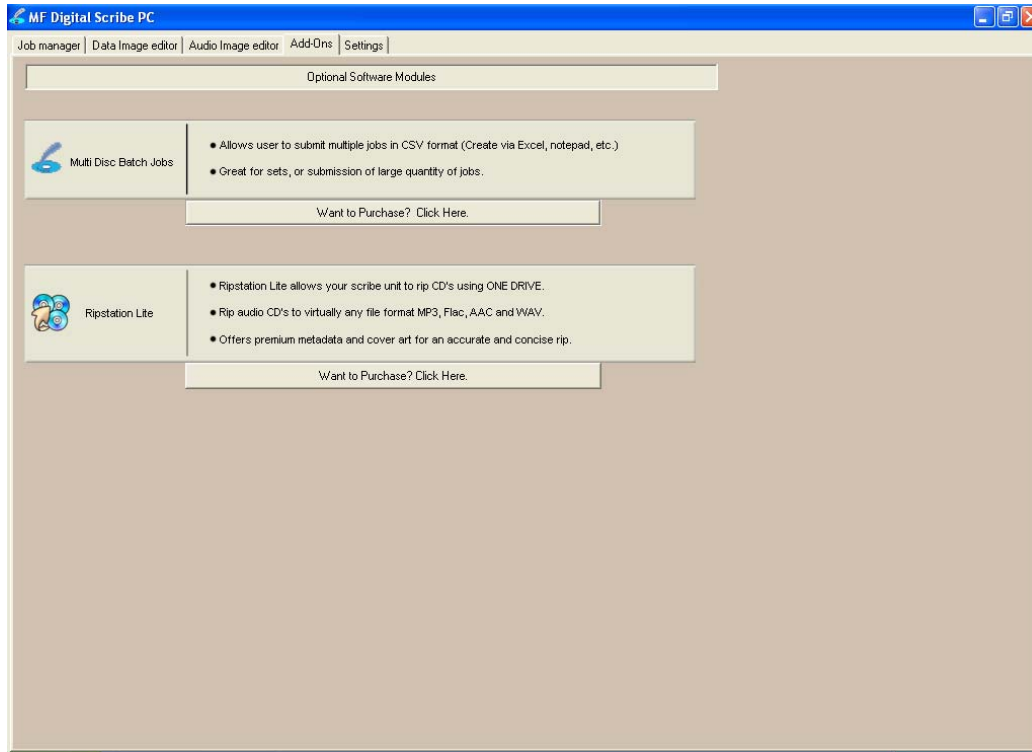 MF Digital Scribe PC
Job manager Data Image editor Audio Image editor Add-Ons Settings
Optional Software Modules
Multi Disc Batch Jobs
• Allows user to submit multiple jobs in CSV format (Create via Excel, notepad, etc.)
• Great for sets, or submission of large quantity of jobs.
Want to Purchase? Click Here.
Ripstation Lite
• Ripstation Lite allows your scribe unit to rip CD's using ONE DRIVE.
• Rip audio CD's to virtually any file format MP3, Flac, AAC and WAV.
• Offers premium metadata and cover art for an accurate and concise rip.
Want to Purchase? Click Here.